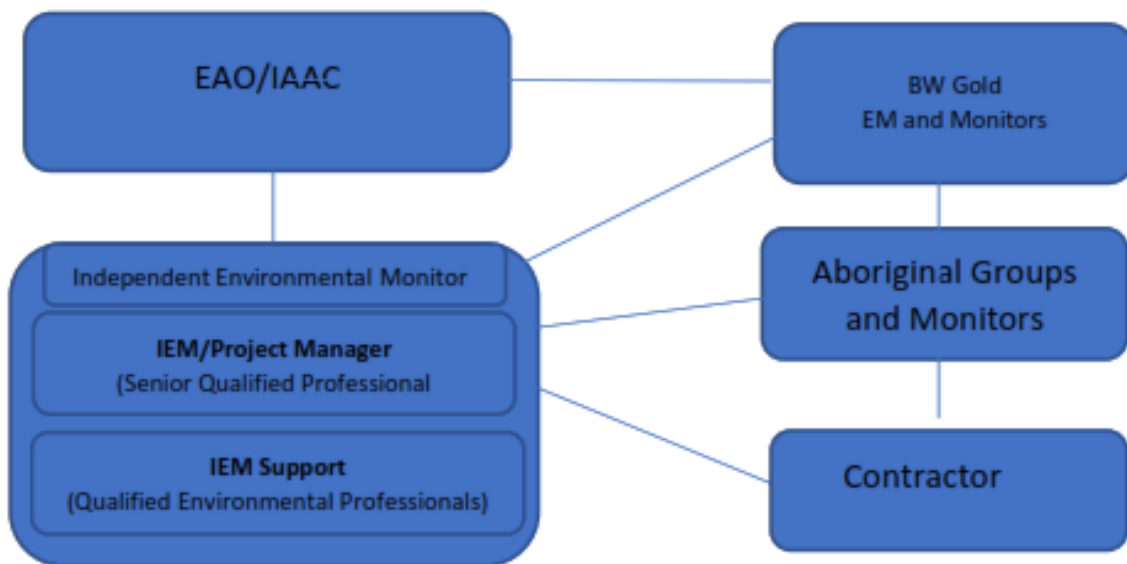 EAO/IAAC
BW Gold
EM and Monitors
Independent Environmental Monitor
IEM/Project Manager
(Senior Qualified Professional
IEM Support
(Qualified Environmental Professionals)
Aboriginal Groups
and Monitors
Contractor